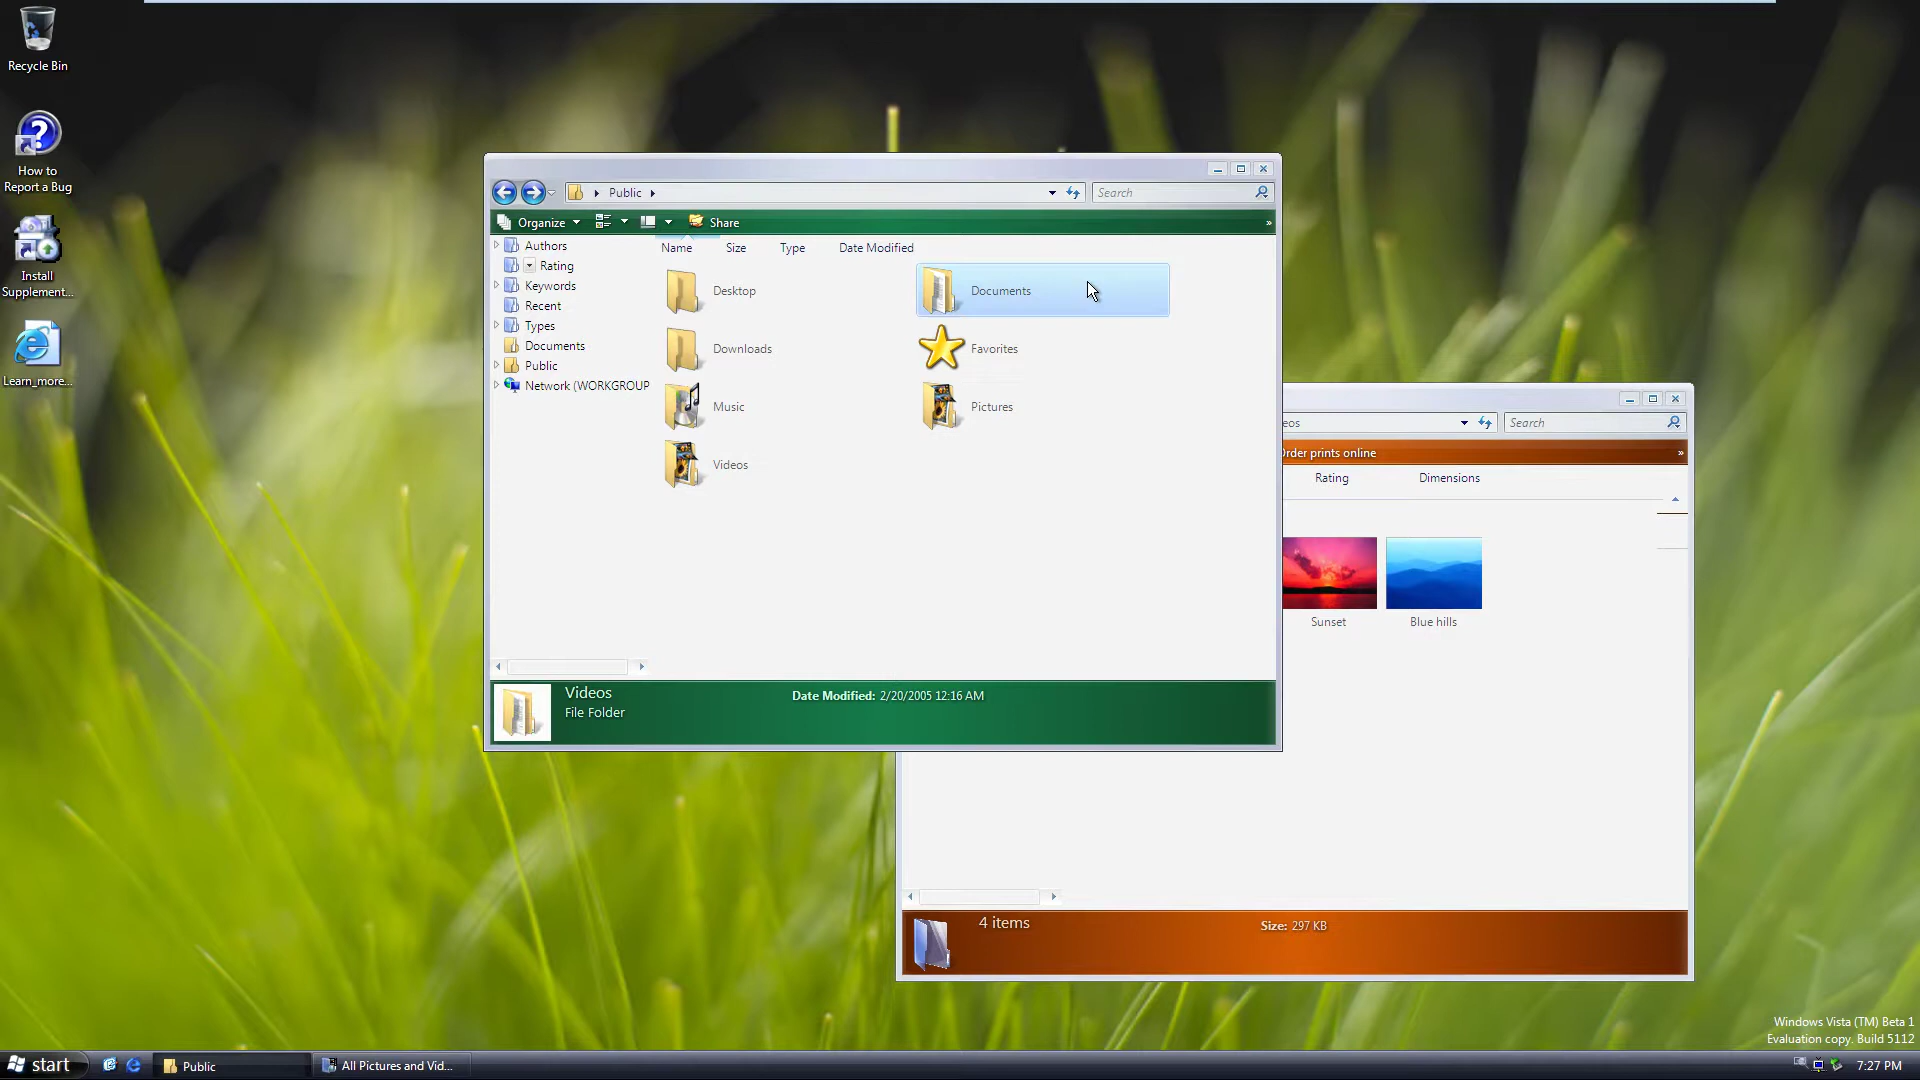 Recycle Bin
How to
Report a Bug
Install
Supplement...
Learn_more...
Public
Search
Organize
Share
Authors
Rating
Keywords
Recent
Types
Documents
Public
Network (WORKGROUP
Name Size Type Date Modified
Desktop
Documents
Downloads
Favorites
Music
Pictures
Videos
Videos
File Folder
Date Modified: 2/20/2005 12:16 AM
eos
Search
Order prints online
Rating Dimensions
Sunset
Blue hills
4 items
Size: 297 KB
Windows Vista (TM) Beta 1
Evaluation copy. Build 5112
start
Public
All Pictures and Vid...
7:27 PM